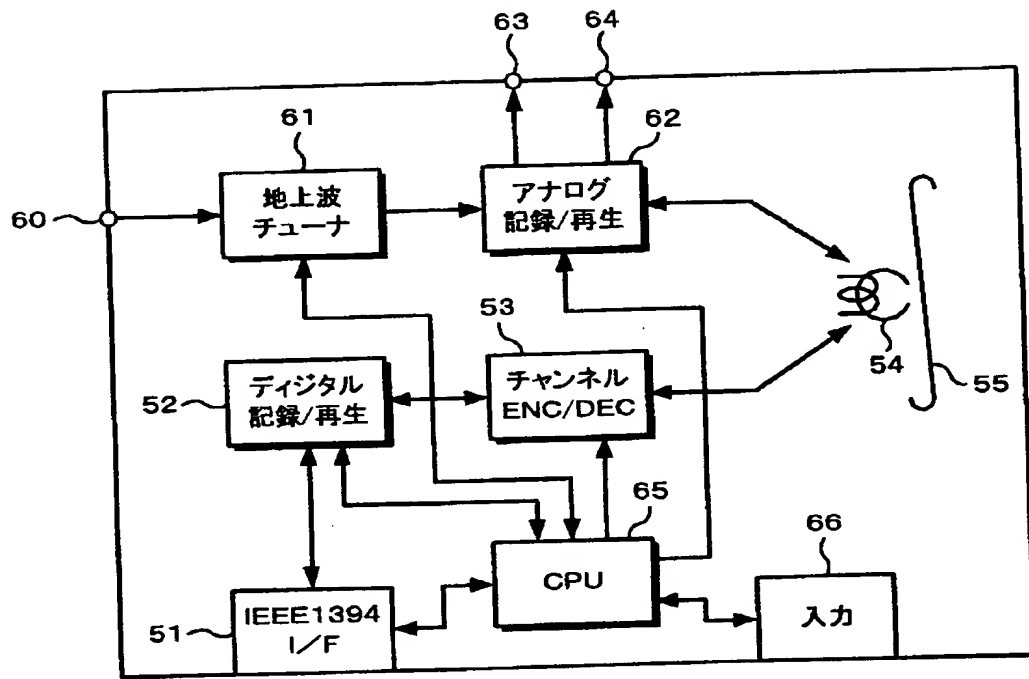 63
64
61
62
地上波
チューナ
アナログ
記録/再生
60
53
54
55
52
ディジタル
記録/再生
チャンネル
ENC/DEC
65
66
CPU
入力
51
IEEE1394
I/F